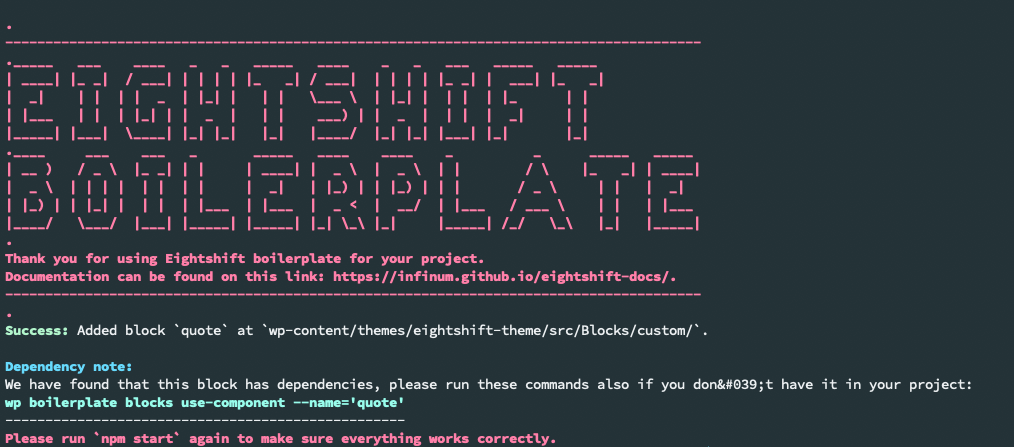 EIGHTSHIFT
BOILERPLATE
Thank you for using Eightshift boilerplate for your project.
Documentation can be found on this link: https://infinum.github.io/eightshift-docs/.
Success: Added block `quote` at `wp-content/themes/eightshift-theme/src/Blocks/custom/`.
Dependency note:
We have found that this block has dependencies, please run these commands also if you don&#039;t have it in your project:
wp boilerplate blocks use-component --name='quote'
Please run `npm start` again to make sure everything works correctly.